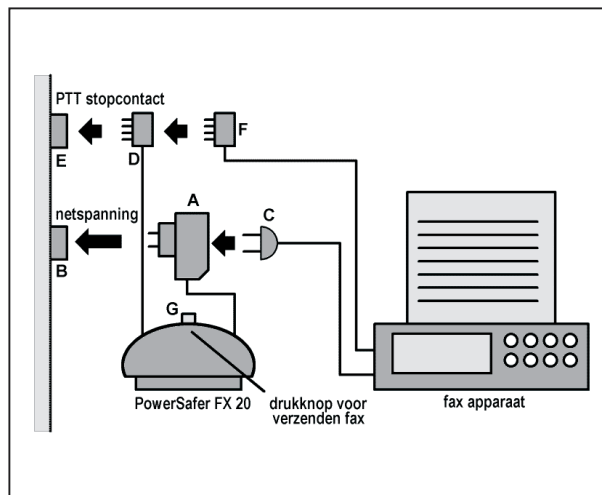 PTT stopcontact
E
D
F
netspanning
A
C
B
G
PowerSafer FX 20
drukknop voor
verzenden fax
fax apparaat